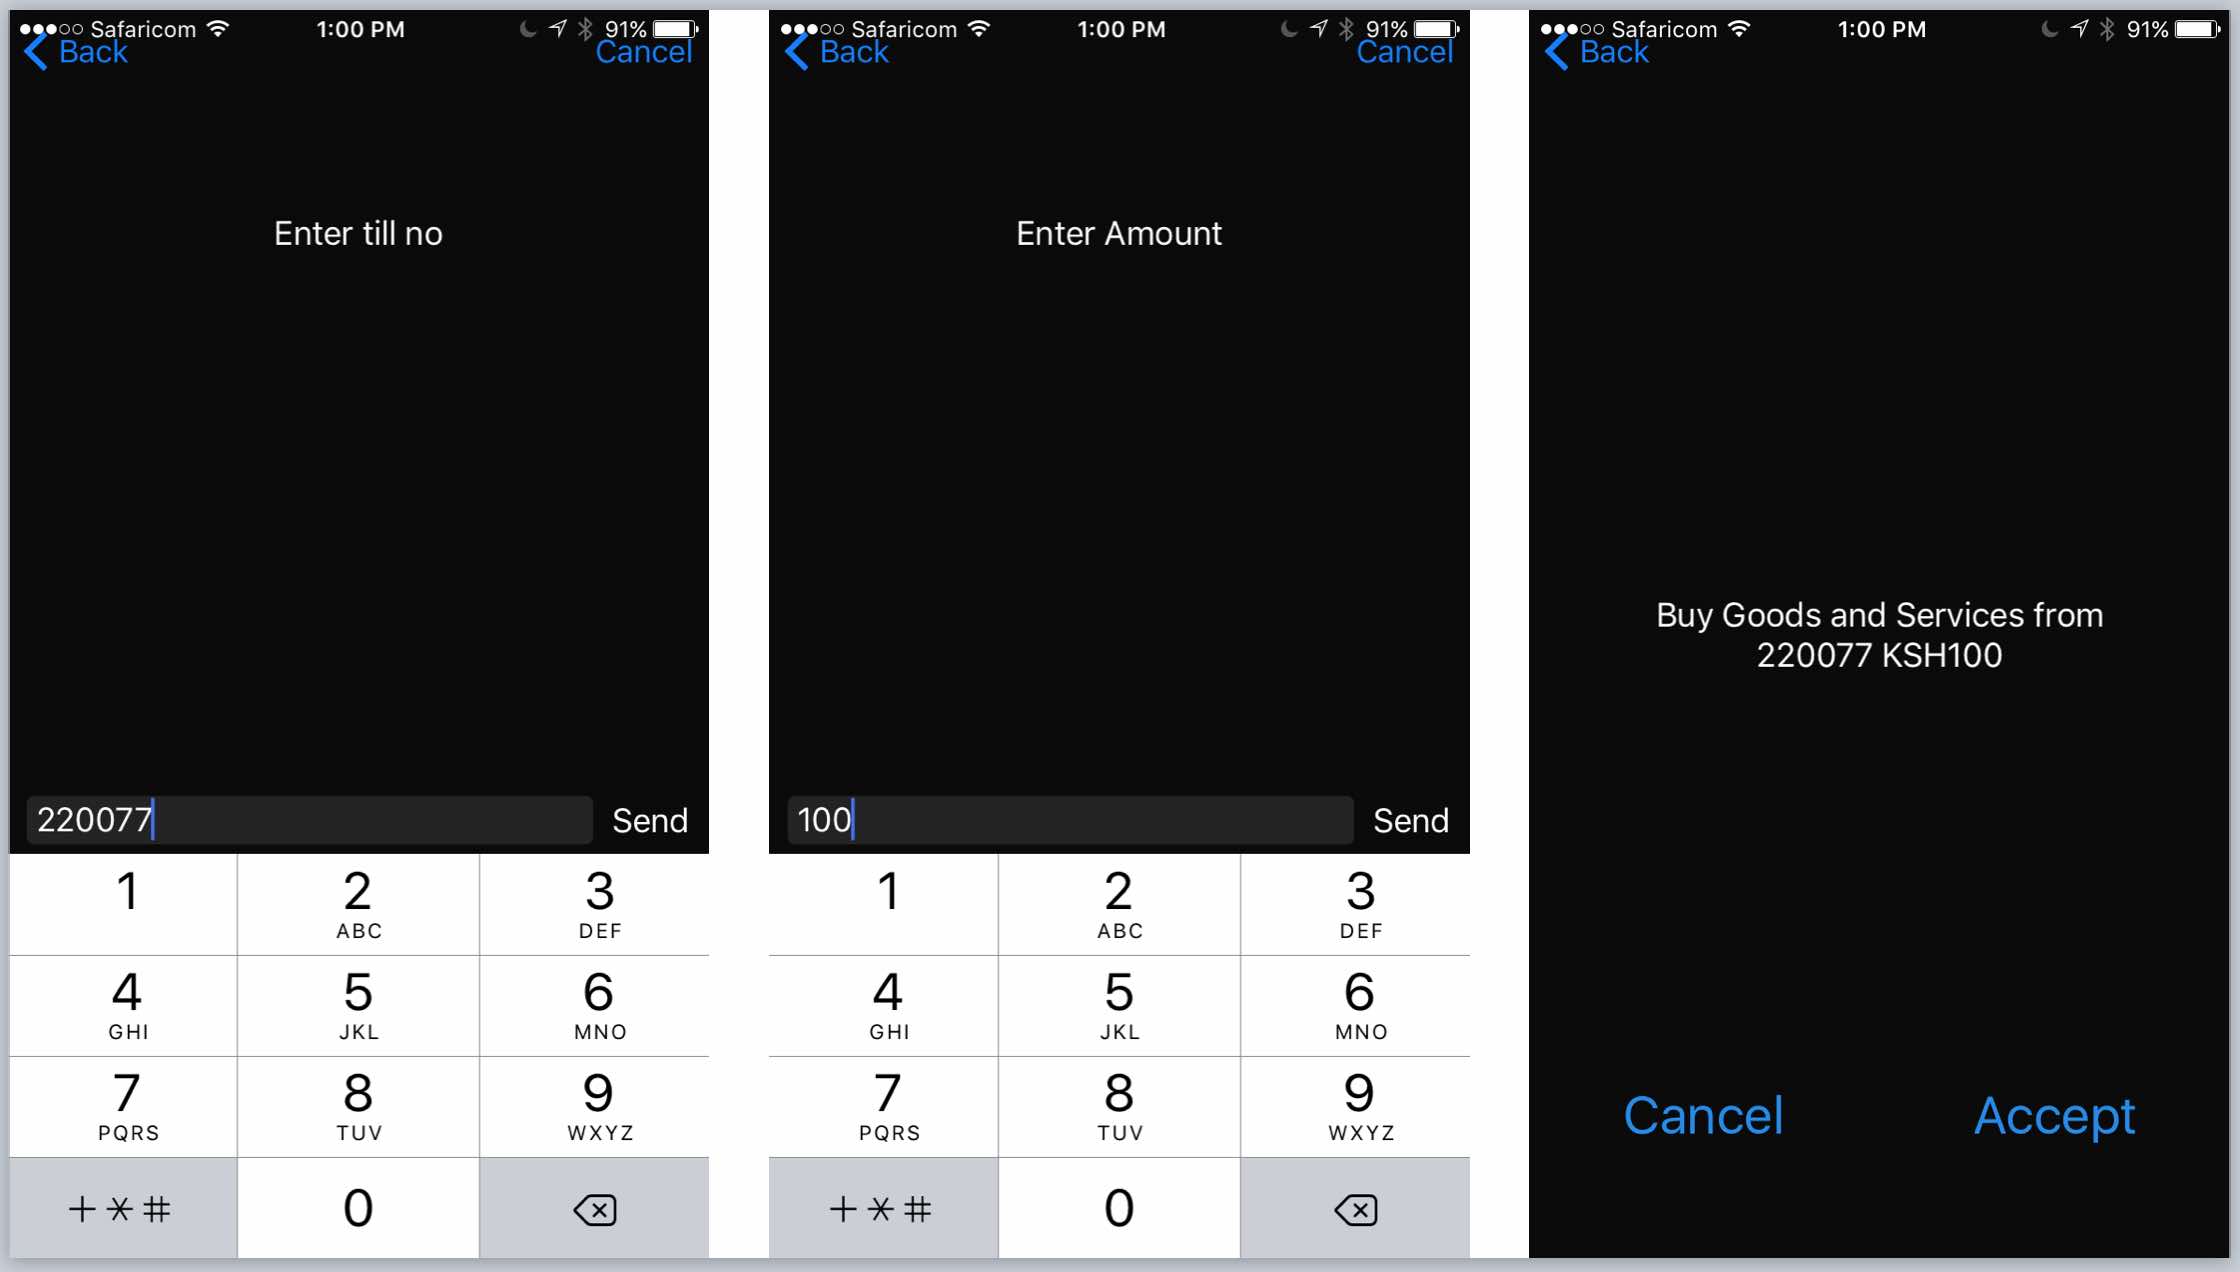 Safaricom 1:00 PM 91%
Back Cancel
Enter till no
220077 Send
1 2 3
ABC DEF
4 5 6
GHI JKL MNO
7 8 9
PQRS TUV WXYZ
+*# 0
Safaricom 1:00 PM 91%
Back Cancel
Enter Amount
100 Send
1 2 3
ABC DEF
4 5 6
GHI JKL MNO
7 8 9
PQRS TUV WXYZ
+*# 0
Safaricom 1:00 PM 91%
Back
Buy Goods and Services from
220077 KSH100
Cancel Accept